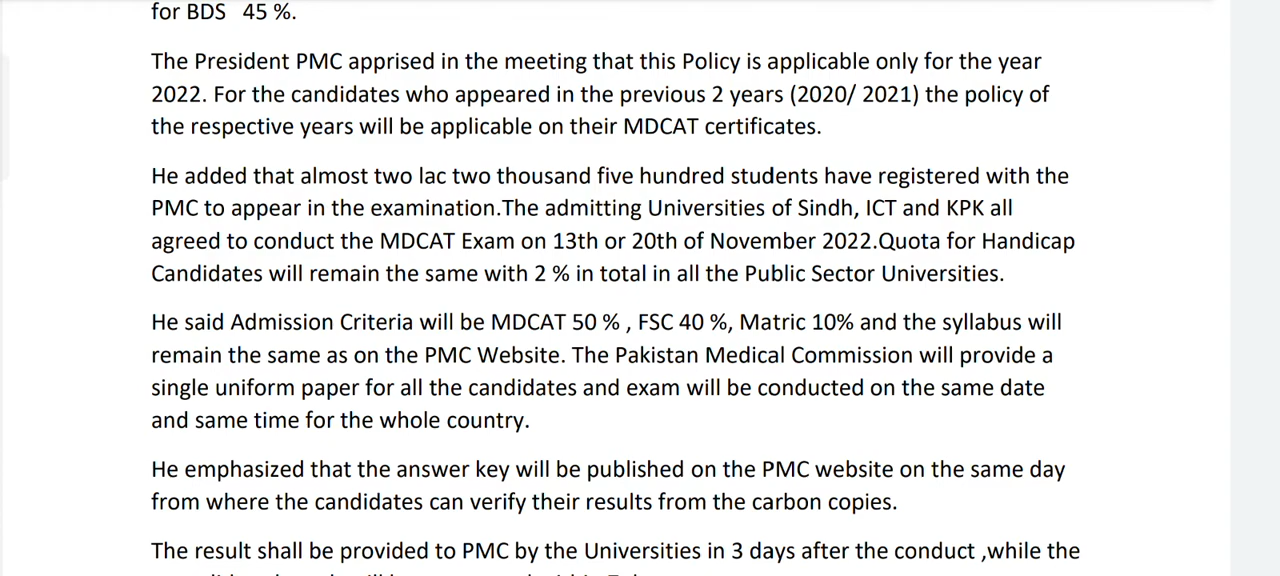 for BDS 45 %.
The President PMC apprised in the meeting that this Policy is applicable only for the year
2022. For the candidates who appeared in the previous 2 years (2020/ 2021) the policy of
the respective years will be applicable on their MDCAT certificates.
He added that almost two lac two thousand five hundred students have registered with the
PMC to appear in the examination.The admitting Universities of Sindh, ICT and KPK all
agreed to conduct the MDCAT Exam on 13th or 20th of November 2022.Quota for Handicap
Candidates will remain the same with 2 % in total in all the Public Sector Universities.
He said Admission Criteria will be MDCAT 50 % , FSC 40 %, Matric 10% and the syllabus will
remain the same as on the PMC Website. The Pakistan Medical Commission will provide a
single uniform paper for all the candidates and exam will be conducted on the same date
and same time for the whole country.
He emphasized that the answer key will be published on the PMC website on the same day
from where the candidates can verify their results from the carbon copies.
The result shall be provided to PMC by the Universities in 3 days after the conduct ,while the